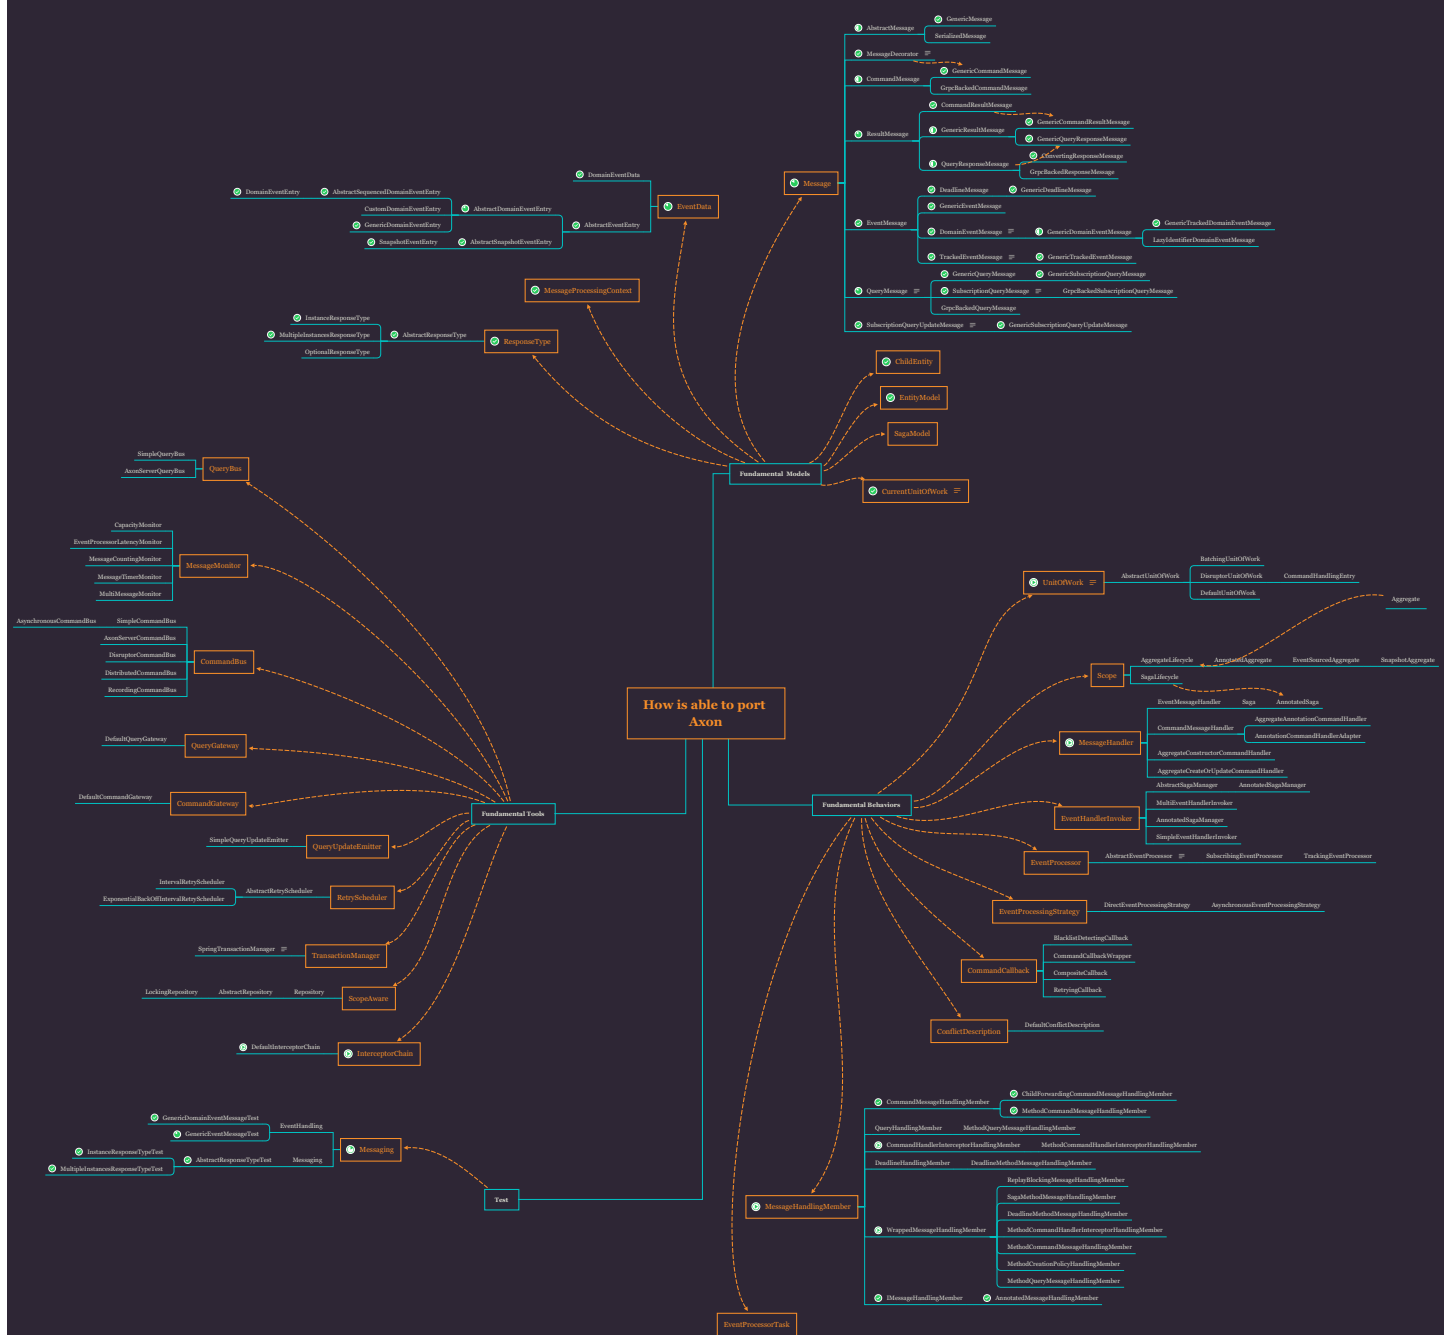 How is able to port
Axon
Fundamental Models
Message
AbstractMessage
GenericMessage
SerializedMessage
MessageDecorator
CommandMessage
GenericCommandMessage
GrpcBackedCommandMessage
ResultMessage
CommandResultMessage
GenericResultMessage
GenericCommandResultMessage
GenericQueryResponseMessage
QueryResponseMessage
ConvertingResponseMessage
GrpcBackedResponseMessage
EventMessage
DeadlineMessage
GenericDeadlineMessage
GenericEventMessage
DomainEventMessage
GenericDomainEventMessage
GenericTrackedDomainEventMessage
LazyIdentifierDomainEventMessage
TrackedEventMessage
GenericTrackedEventMessage
QueryMessage
GenericQueryMessage
GenericSubscriptionQueryMessage
SubscriptionQueryMessage
GrpcBackedSubscriptionQueryMessage
GrpcBackedQueryMessage
SubscriptionQueryUpdateMessage
GenericSubscriptionQueryUpdateMessage
EventData
DomainEventData
AbstractEventEntry
AbstractDomainEventEntry
AbstractSequencedDomainEventEntry
DomainEventEntry
CustomDomainEventEntry
GenericDomainEventEntry
AbstractSnapshotEventEntry
SnapshotEventEntry
MessageProcessingContext
ResponseType
AbstractResponseType
InstanceResponseType
MultipleInstancesResponseType
OptionalResponseType
ChildEntity
EntityModel
SagaModel
CurrentUnitOfWork
Fundamental Behaviors
UnitOfWork
AbstractUnitOfWork
BatchingUnitOfWork
DisruptorUnitOfWork
CommandHandlingEntry
DefaultUnitOfWork
Aggregate
Scope
AggregateLifecycle
AnnotatedAggregate
EventSourcedAggregate
SnapshotAggregate
SagaLifecycle
MessageHandler
EventMessageHandler
Saga
AnnotatedSaga
CommandMessageHandler
AggregateAnnotationCommandHandler
AnnotationCommandHandlerAdapter
AggregateConstructorCommandHandler
AggregateCreateOrUpdateCommandHandler
EventHandlerInvoker
AbstractSagaManager
AnnotatedSagaManager
MultiEventHandlerInvoker
AnnotatedSagaManager
SimpleEventHandlerInvoker
EventProcessor
AbstractEventProcessor
SubscribingEventProcessor
TrackingEventProcessor
EventProcessingStrategy
DirectEventProcessingStrategy
AsynchronousEventProcessingStrategy
CommandCallback
BlacklistDetectingCallback
CommandCallbackWrapper
CompositeCallback
RetryingCallback
ConflictDescription
DefaultConflictDescription
MessageHandlingMember
CommandMessageHandlingMember
ChildForwardingCommandMessageHandlingMember
MethodCommandMessageHandlingMember
QueryHandlingMember
MethodQueryMessageHandlingMember
CommandHandlerInterceptorHandlingMember
MethodCommandHandlerInterceptorHandlingMember
DeadlineHandlingMember
DeadlineMethodMessageHandlingMember
WrappedMessageHandlingMember
ReplayBlockingMessageHandlingMember
SagaMethodMessageHandlingMember
DeadlineMethodMessageHandlingMember
MethodCommandHandlerInterceptorHandlingMember
MethodCommandMessageHandlingMember
MethodCreationPolicyHandlingMember
MethodQueryMessageHandlingMember
IMessageHandlingMember
AnnotatedMessageHandlingMember
EventProcessorTask
Fundamental Tools
QueryBus
SimpleQueryBus
AxonServerQueryBus
MessageMonitor
CapacityMonitor
EventProcessorLatencyMonitor
MessageCountingMonitor
MessageTimerMonitor
MultiMessageMonitor
CommandBus
SimpleCommandBus
AsynchronousCommandBus
AxonServerCommandBus
DisruptorCommandBus
DistributedCommandBus
RecordingCommandBus
QueryGateway
DefaultQueryGateway
CommandGateway
DefaultCommandGateway
QueryUpdateEmitter
SimpleQueryUpdateEmitter
RetryScheduler
AbstractRetryScheduler
IntervalRetryScheduler
ExponentialBackOffIntervalRetryScheduler
TransactionManager
SpringTransactionManager
ScopeAware
Repository
AbstractRepository
LockingRepository
InterceptorChain
DefaultInterceptorChain
Test
Messaging
EventHandling
GenericDomainEventMessageTest
GenericEventMessageTest
Messaging
AbstractResponseTypeTest
InstanceResponseTypeTest
MultipleInstancesResponseTypeTest